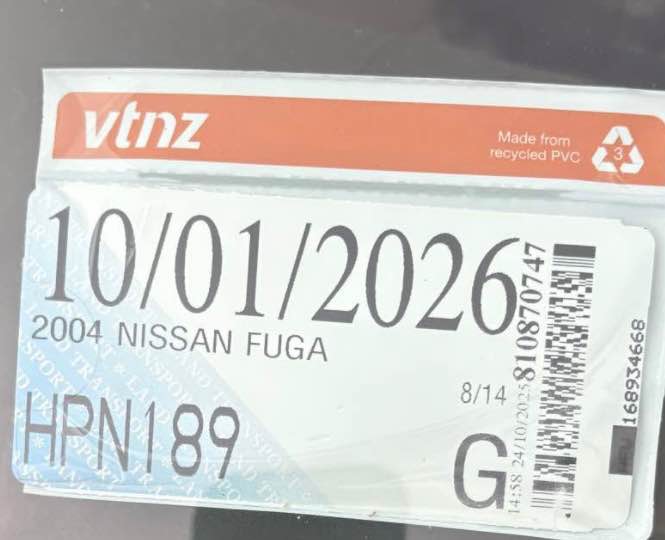 vtnz
Made from
recycled PVC
3
10/01/2026
2004 NISSAN FUGA
8/14
HPN189
G
14:58 24/10/2025
810870747
168934668